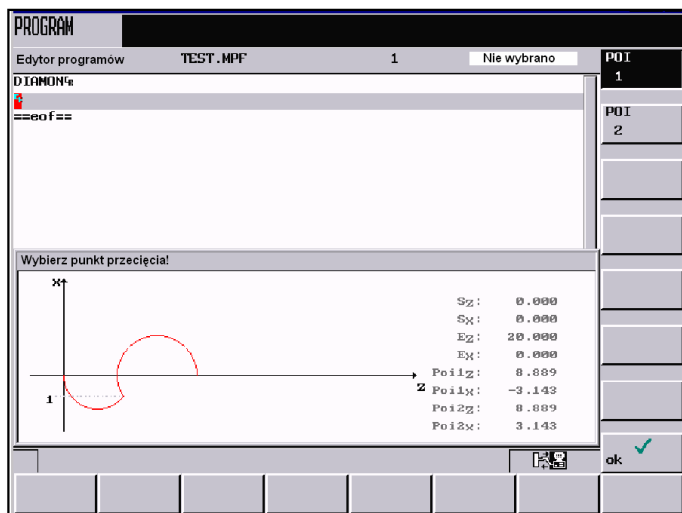 PROGRAM
Edytor programów TEST.MPF 1 Nie wybrano
POI
1
DIAMON␊
==eof==
POI
2
Wybierz punkt przecięcia!
X
SZ: 0.000
SX: 0.000
EZ: 20.000
EX: 0.000
Poi1Z: 8.889
Z
Poi1X: -3.143
1
Poi2Z: 8.889
Poi2X: 3.143
ok